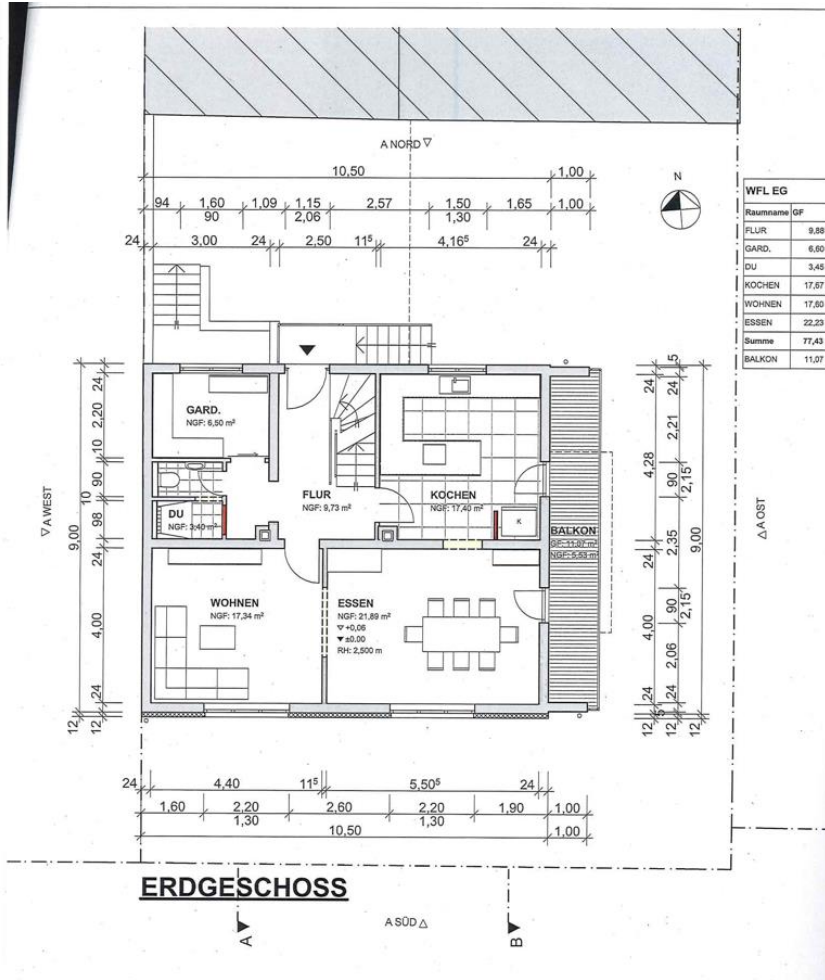 A NORD
10,50 1,00
94 1,60 1,09 1,15 2,57 1,50 1,65 1,00
90 2,06 1,30
24 3,00 24 2,50 11⁵ 4,16⁵ 24
N
WFL EG
Raumname GF
FLUR 9,88
GARD. 6,60
DU 3,45
KOCHEN 17,67
WOHNEN 17,60
ESSEN 22,23
Summe 77,43
BALKON 11,07
GARD.
NGF: 6,50 m²
FLUR
NGF: 9,73 m²
KOCHEN
NGF: 17,40 m²
K
DU
NGF: 3,40 m²
BALKON
GF: 11,07 m²
NGF: 5,53 m²
WOHNEN
NGF: 17,34 m²
ESSEN
NGF: 21,89 m²
+0,06
±0.00
RH: 2,500 m
A WEST
9,00
12
24 2,20 10 90 10 98 24 4,00 24 12
24 4,28 24 4,00 24 12
5 24 2,21 90 2,35 90 2,06 24 5
2,15⁵ 2,15⁵
9,00
12
A OST
24 4,40 11⁵ 5,50⁵ 24
1,60 2,20 2,60 2,20 1,90 1,00
1,30 1,30
10,50 1,00
ERDGESCHOSS
A SÜD
A
B